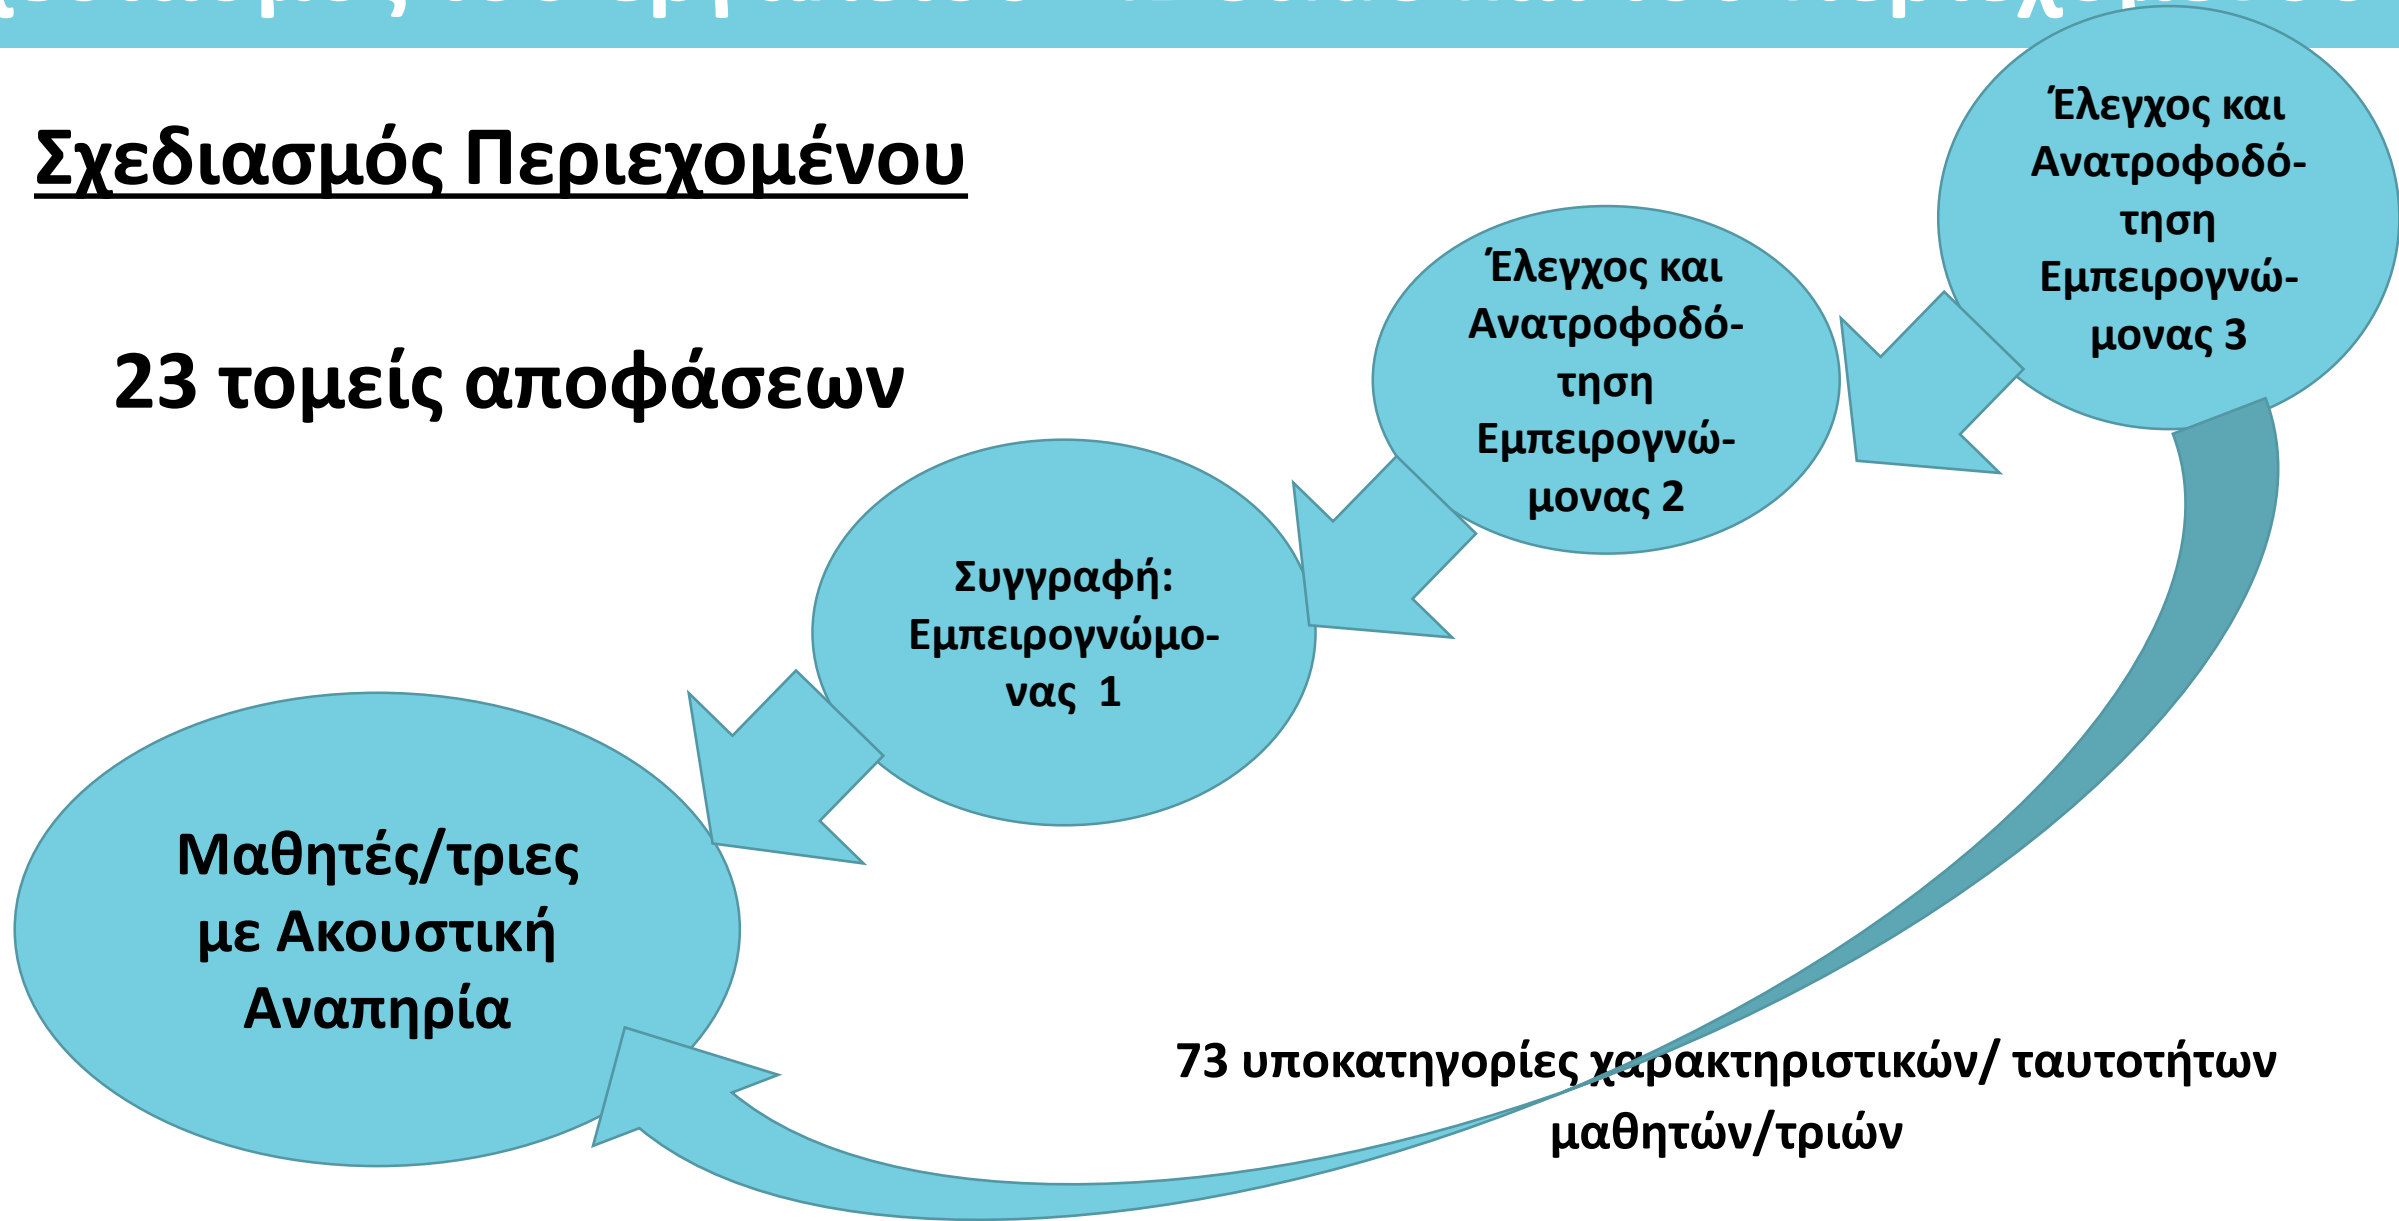 Σχεδιασμός Περιεχομένου
23 τομείς αποφάσεων
Έλεγχος και
Ανατροφοδό-
τηση
Εμπειρογνώ-
μονας 3
Έλεγχος και
Ανατροφοδό-
τηση
Εμπειρογνώ-
μονας 2
Συγγραφή:
Εμπειρογνώμο-
νας 1
Μαθητές/τριες
με Ακουστική
Αναπηρία
73 υποκατηγορίες χαρακτηριστικών/ ταυτοτήτων
μαθητών/τριών